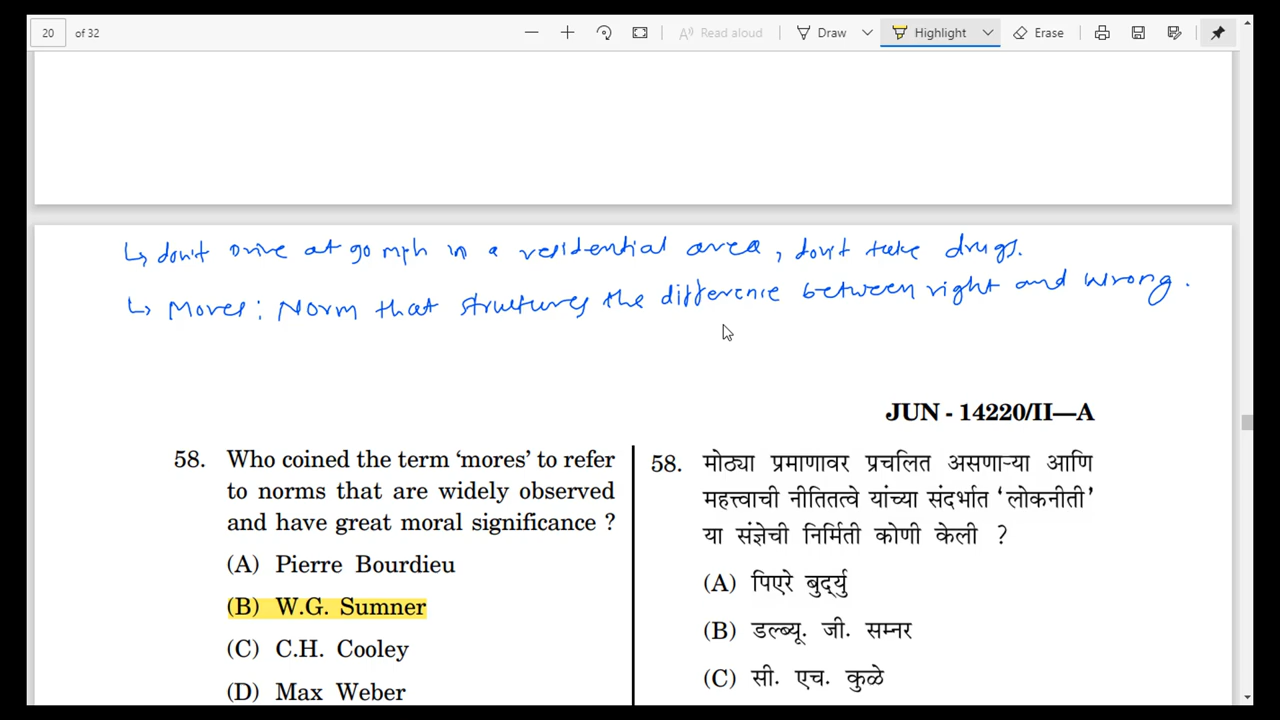 20 of 32
Read aloud
Draw
Highlight
Erase
↳ don't drive at 90 mph in a residential area, don't take drugs.
↳ Mores: Norm that structures the difference between right and wrong.
JUN - 14220/II—A
58. Who coined the term ‘mores’ to refer
to norms that are widely observed
and have great moral significance ?
(A) Pierre Bourdieu
(B) W.G. Sumner
(C) C.H. Cooley
(D) Max Weber
58. मोठ्या प्रमाणावर प्रचलित असणाऱ्या आणि
महत्त्वाची नीतितत्वे यांच्या संदर्भात ‘लोकनीती’
या संज्ञेची निर्मिती कोणी केली ?
(A) पिएरे बुर्द्यु
(B) डब्ल्यू. जी. सम्नर
(C) सी. एच. कुळे